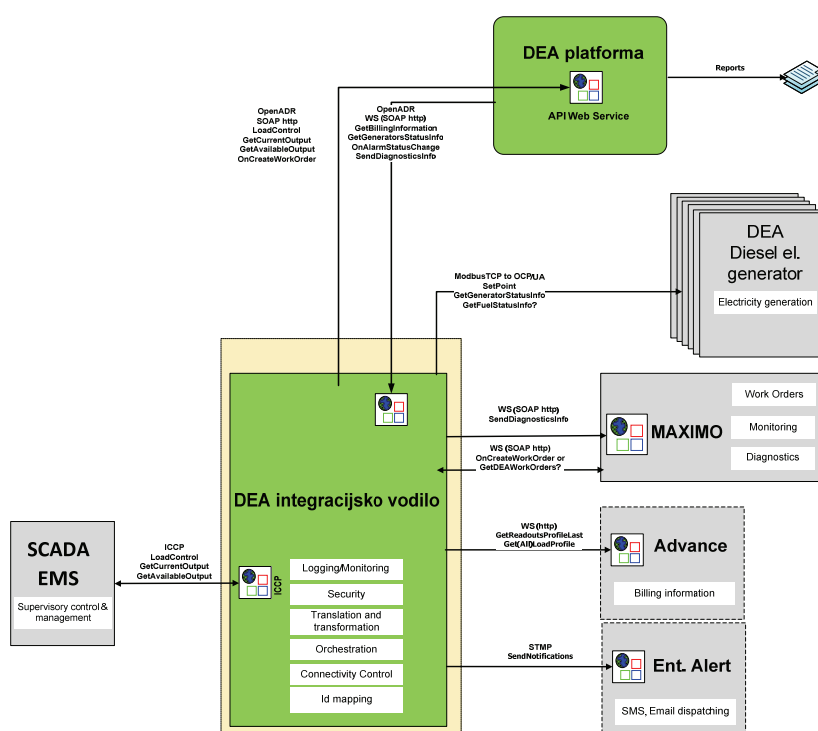 DEA platforma
API Web Service
Reports
OpenADR
SOAP http
LoadControl
GetCurrentOutput
GetAvailableOutput
OnCreateWorkOrder
OpenADR
WS (SOAP http)
GetBillingInformation
GetGeneratorsStatusInfo
OnAlarmStatusChange
SendDiagnosticsInfo
ModbusTCP to OCP/UA
SetPoint
GetGeneratorStatusInfo
GetFuelStatusInfo?
DEA
Diesel el.
generator
Electricity generation
WS (SOAP http)
SendDiagnosticsInfo
WS (SOAP http)
OnCreateWorkOrder or
GetDEAWorkOrders?
MAXIMO
Work Orders
Monitoring
Diagnostics
DEA integracijsko vodilo
ICCP
Logging/Monitoring
Security
Translation and
transformation
Orchestration
Connectivity Control
Id mapping
SCADA
EMS
Supervisory control &
management
ICCP
LoadControl
GetCurrentOutput
GetAvailableOutput
WS (http)
GetReadoutsProfileLast
Get(All)LoadProfile
Advance
Billing information
STMP
SendNotifications
Ent. Alert
SMS, Email dispatching